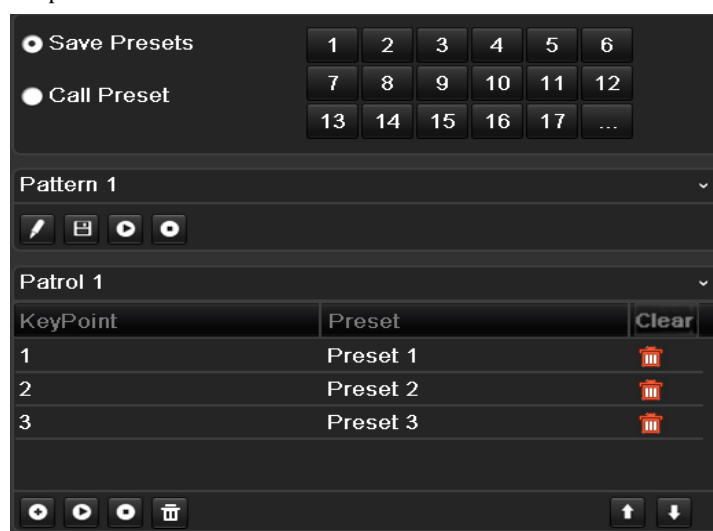 Save Presets
1 2 3 4 5 6
Call Preset
7 8 9 10 11 12
13 14 15 16 17 ...
Pattern 1
Patrol 1
KeyPoint Preset Clear
1 Preset 1
2 Preset 2
3 Preset 3